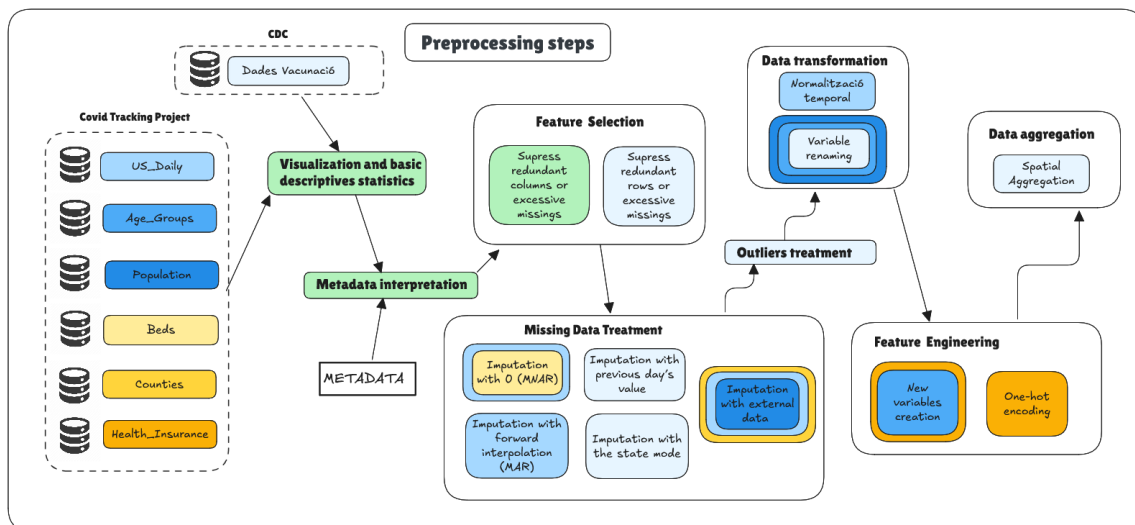 Preprocessing steps
CDC
Dades Vacunació
Covid Tracking Project
US_Daily
Age_Groups
Population
Beds
Counties
Health_Insurance
Visualization and basic
descriptives statistics
Metadata interpretation
METADATA
Feature Selection
Supress
redundant
columns or
excessive
missings
Supress
redundant
rows or
excessive
missings
Missing Data Treatment
Imputation
with 0 (MNAR)
Imputation with
previous day's
value
Imputation
with external
data
Imputation with
forward
interpolation
(MAR)
Imputation with
the state mode
Outliers treatment
Data transformation
Normalització
temporal
Variable
renaming
Feature Engineering
New
variables
creation
One-hot
encoding
Data aggregation
Spatial
Aggregation